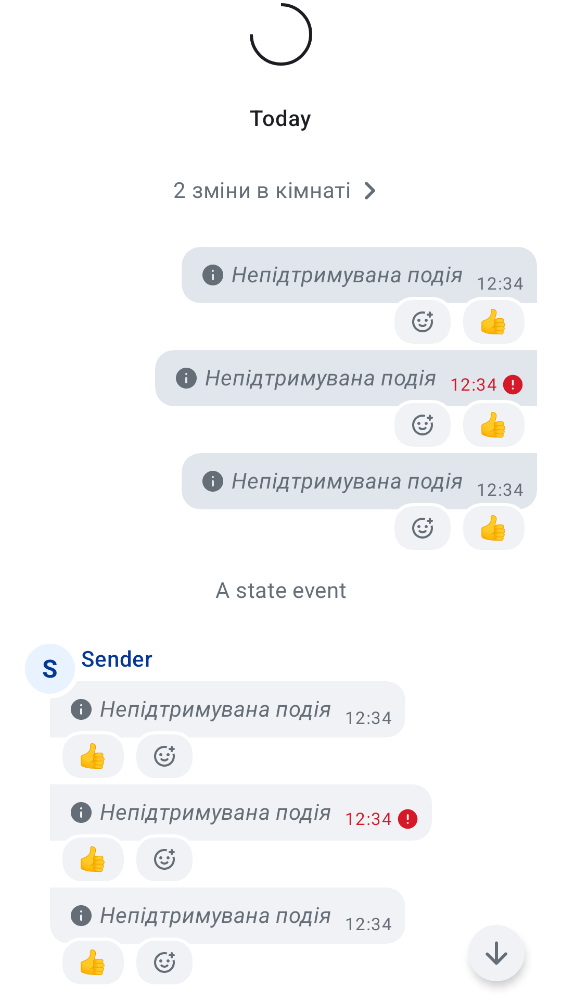 Today
2 зміни в кімнаті
Непідтримувана подія 12:34
👍
Непідтримувана подія 12:34
👍
Непідтримувана подія 12:34
👍
A state event
S Sender
Непідтримувана подія 12:34
👍
Непідтримувана подія 12:34
👍
Непідтримувана подія 12:34
👍